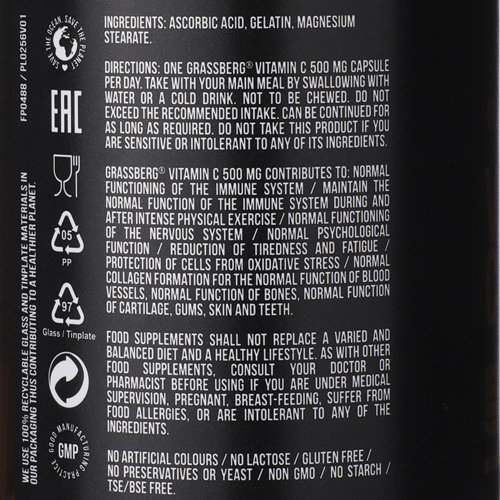 INGREDIENTS: ASCORBIC ACID, GELATIN, MAGNESIUM
STEARATE.
DIRECTIONS: ONE GRASSBERG® VITAMIN C 500 MG CAPSULE
PER DAY. TAKE WITH YOUR MAIN MEAL BY SWALLOWING WITH
WATER OR A COLD DRINK. NOT TO BE CHEWED. DO NOT
EXCEED THE RECOMMENDED INTAKE. CAN BE CONTINUED FOR
AS LONG AS REQUIRED. DO NOT TAKE THIS PRODUCT IF YOU
ARE SENSITIVE OR INTOLERANT TO ANY OF ITS INGREDIENTS.
GRASSBERG® VITAMIN C 500 MG CONTRIBUTES TO: NORMAL
FUNCTIONING OF THE IMMUNE SYSTEM / MAINTAIN THE
NORMAL FUNCTION OF THE IMMUNE SYSTEM DURING AND
AFTER INTENSE PHYSICAL EXERCISE / NORMAL FUNCTIONING
OF THE NERVOUS SYSTEM / NORMAL PSYCHOLOGICAL
FUNCTION / REDUCTION OF TIREDNESS AND FATIGUE /
PROTECTION OF CELLS FROM OXIDATIVE STRESS / NORMAL
COLLAGEN FORMATION FOR THE NORMAL FUNCTION OF BLOOD
VESSELS, NORMAL FUNCTION OF BONES, NORMAL FUNCTION
OF CARTILAGE, GUMS, SKIN AND TEETH.
FOOD SUPPLEMENTS SHALL NOT REPLACE A VARIED AND
BALANCED DIET AND A HEALTHY LIFESTYLE. AS WITH OTHER
FOOD SUPPLEMENTS, CONSULT YOUR DOCTOR OR
PHARMACIST BEFORE USING IF YOU ARE UNDER MEDICAL
SUPERVISION, PREGNANT, BREAST-FEEDING, SUFFER FROM
FOOD ALLERGIES, OR ARE INTOLERANT TO ANY OF THE
INGREDIENTS.
NO ARTIFICIAL COLOURS / NO LACTOSE / GLUTEN FREE /
NO PRESERVATIVES OR YEAST / NON GMO / NO STARCH /
TSE/BSE FREE.
FP0488 / PL0256V01
SAVE THE OCEAN. SAVE THE PLANET
EAC
05
PP
97
Glass / Tinplate
GOOD MANUFACTURING PRACTICE
GMP
WE USE 100% RECYCLABLE GLASS AND TINPLATE MATERIALS IN
OUR PACKAGING THUS CONTRIBUTING TO A HEALTHIER PLANET.